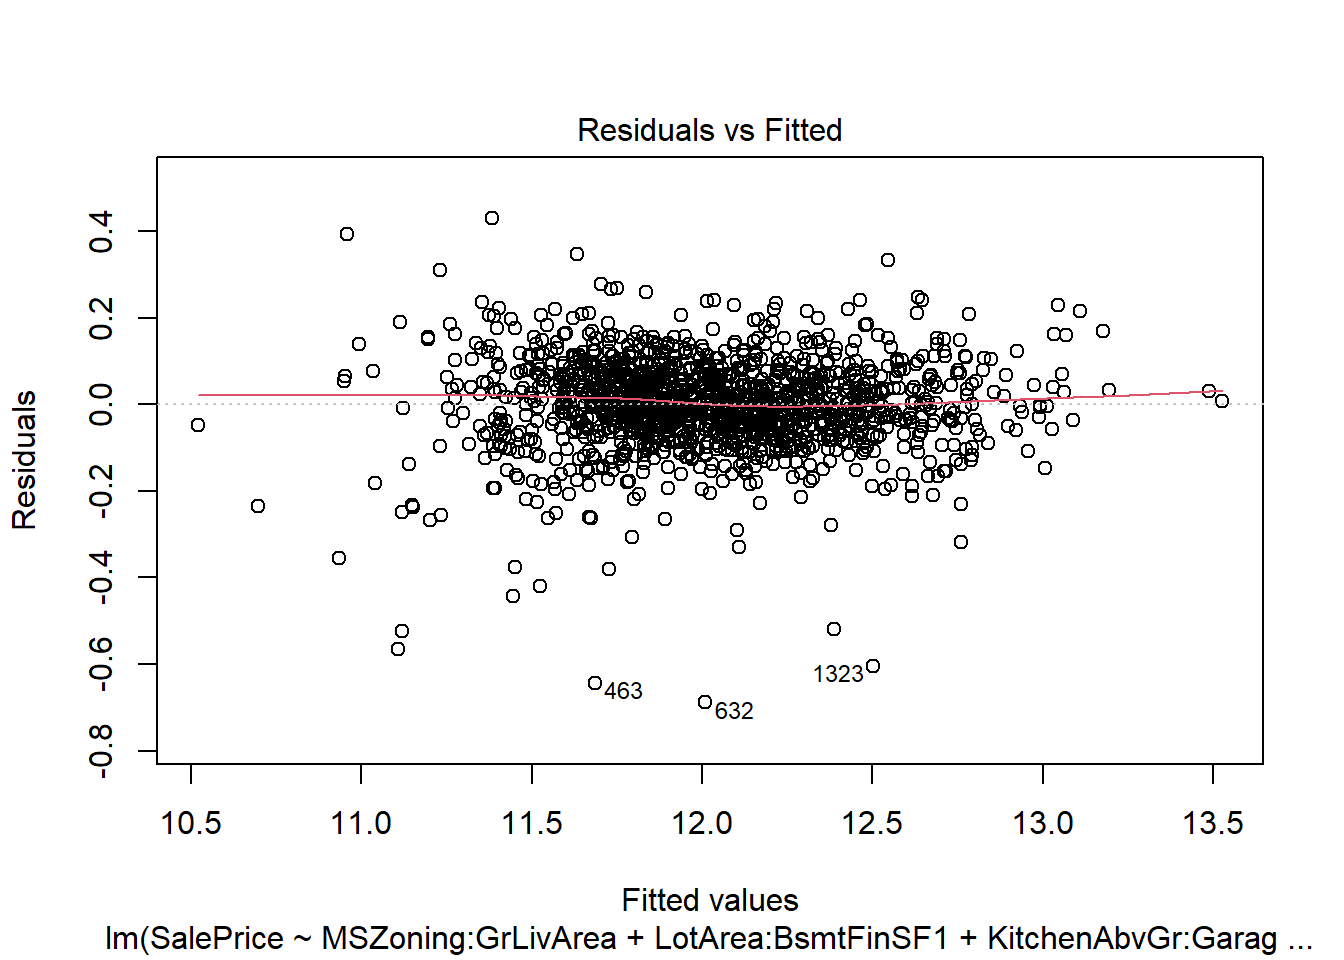 Residuals vs Fitted
Residuals
0.4
0.2
0.0
-0.2
-0.4
-0.6
-0.8
463
632
1323
10.5 11.0 11.5 12.0 12.5 13.0 13.5
Fitted values
lm(SalePrice ~ MSZoning:GrLivArea + LotArea:BsmtFinSF1 + KitchenAbvGr:Garag ...